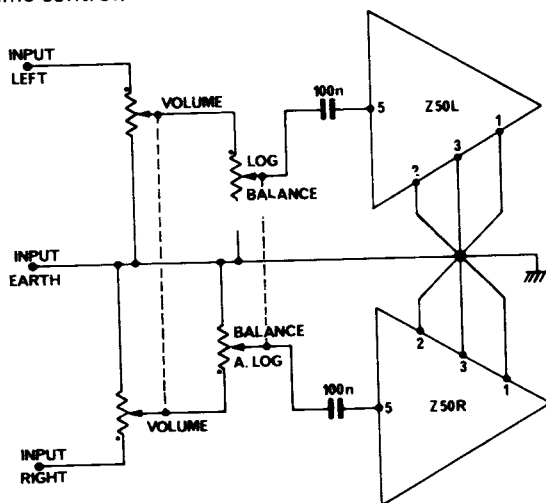 INPUT
LEFT
VOLUME
100n
5
Z50L
1
3
2
LOG
BALANCE
INPUT
EARTH
BALANCE
A. LOG
100n
2
3
1
5
Z50R
VOLUME
INPUT
RIGHT